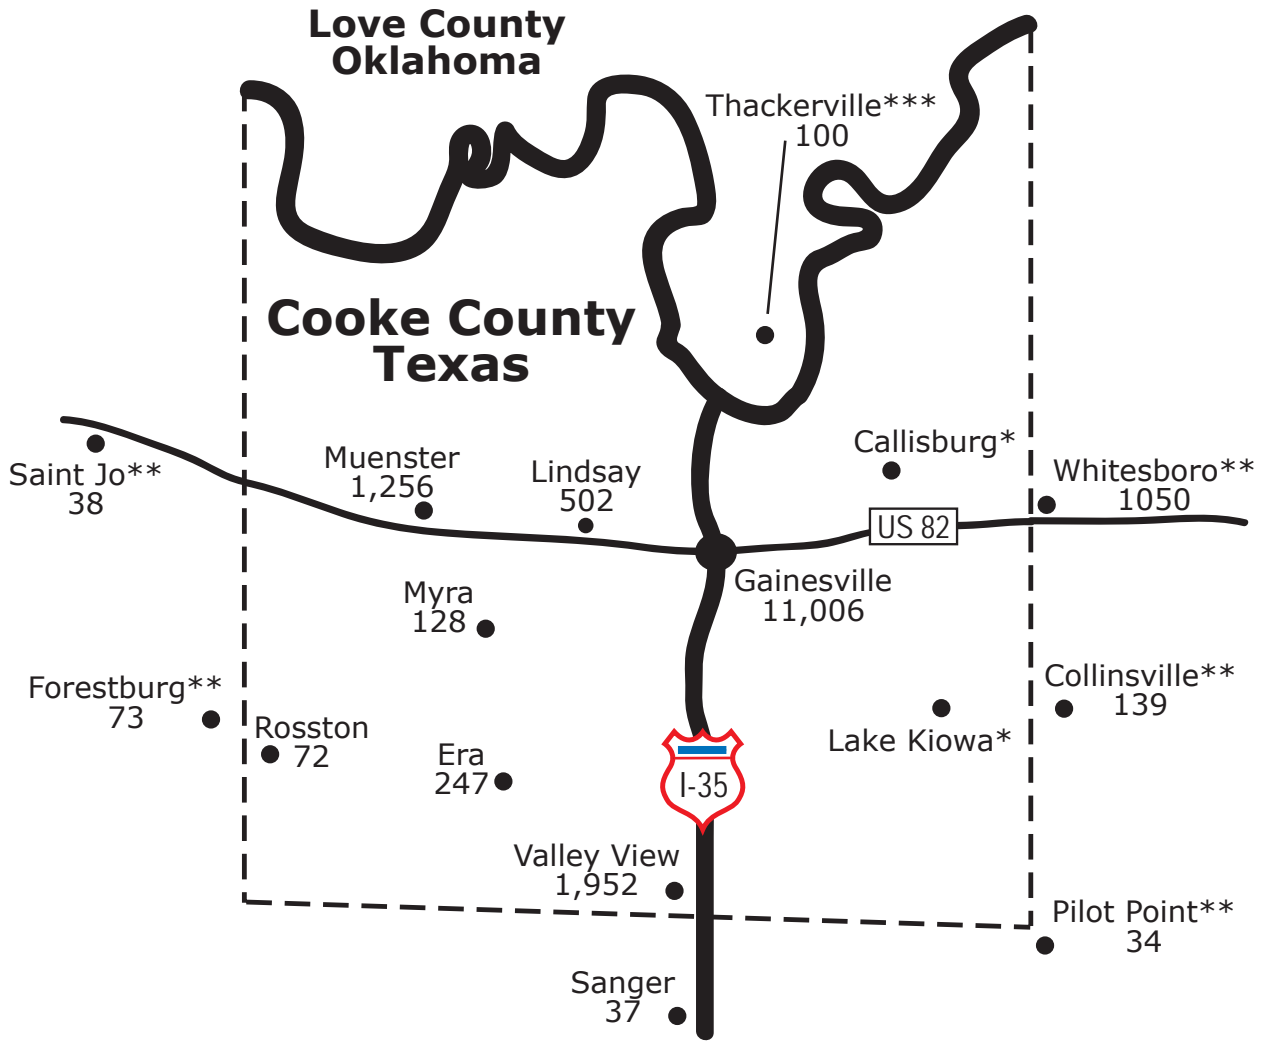 Love County
Oklahoma
Thackerville***
100
Cooke County
Texas
Saint Jo**
38
Muenster
1,256
Lindsay
502
Callisburg*
Whitesboro**
1050
US 82
Gainesville
11,006
Myra
128
Forestburg**
73
Rosston
72
Era
247
I-35
Lake Kiowa*
Collinsville**
139
Valley View
1,952
Pilot Point**
34
Sanger
37